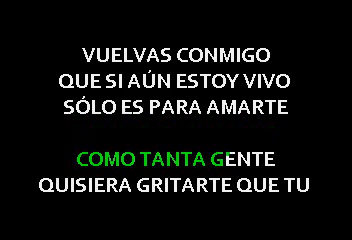 VUELVAS CONMIGO
QUE SI AÚN ESTOY VIVO
SÓLO ES PARA AMARTE
COMO TANTA GENTE
QUISIERA GRITARTE QUE TU